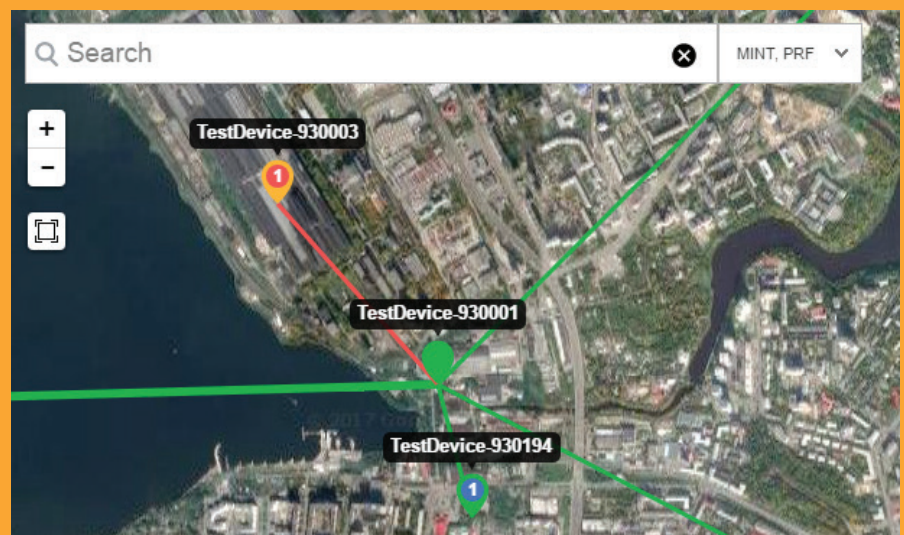 Search
MINT, PRF
+
−
TestDevice-930003
1
TestDevice-930001
TestDevice-930194
1